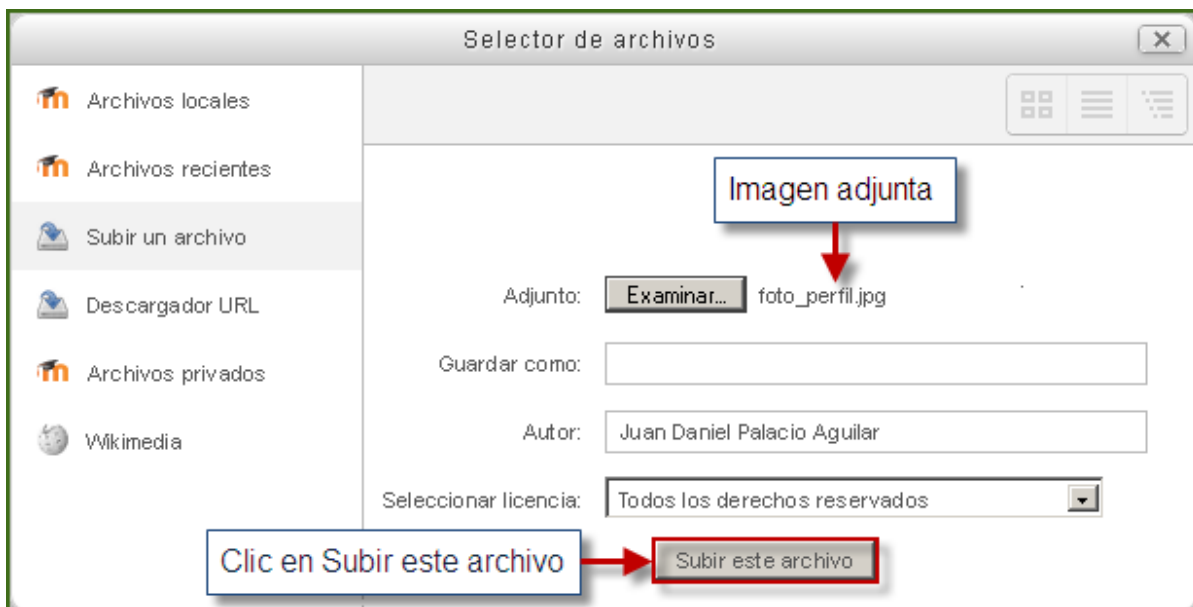 Selector de archivos
Archivos locales
Archivos recientes
Subir un archivo
Descargador URL
Archivos privados
Wikimedia
Imagen adjunta
Adjunto: Examinar... foto_perfil.jpg
Guardar como:
Autor: Juan Daniel Palacio Aguilar
Seleccionar licencia: Todos los derechos reservados
Clic en Subir este archivo Subir este archivo